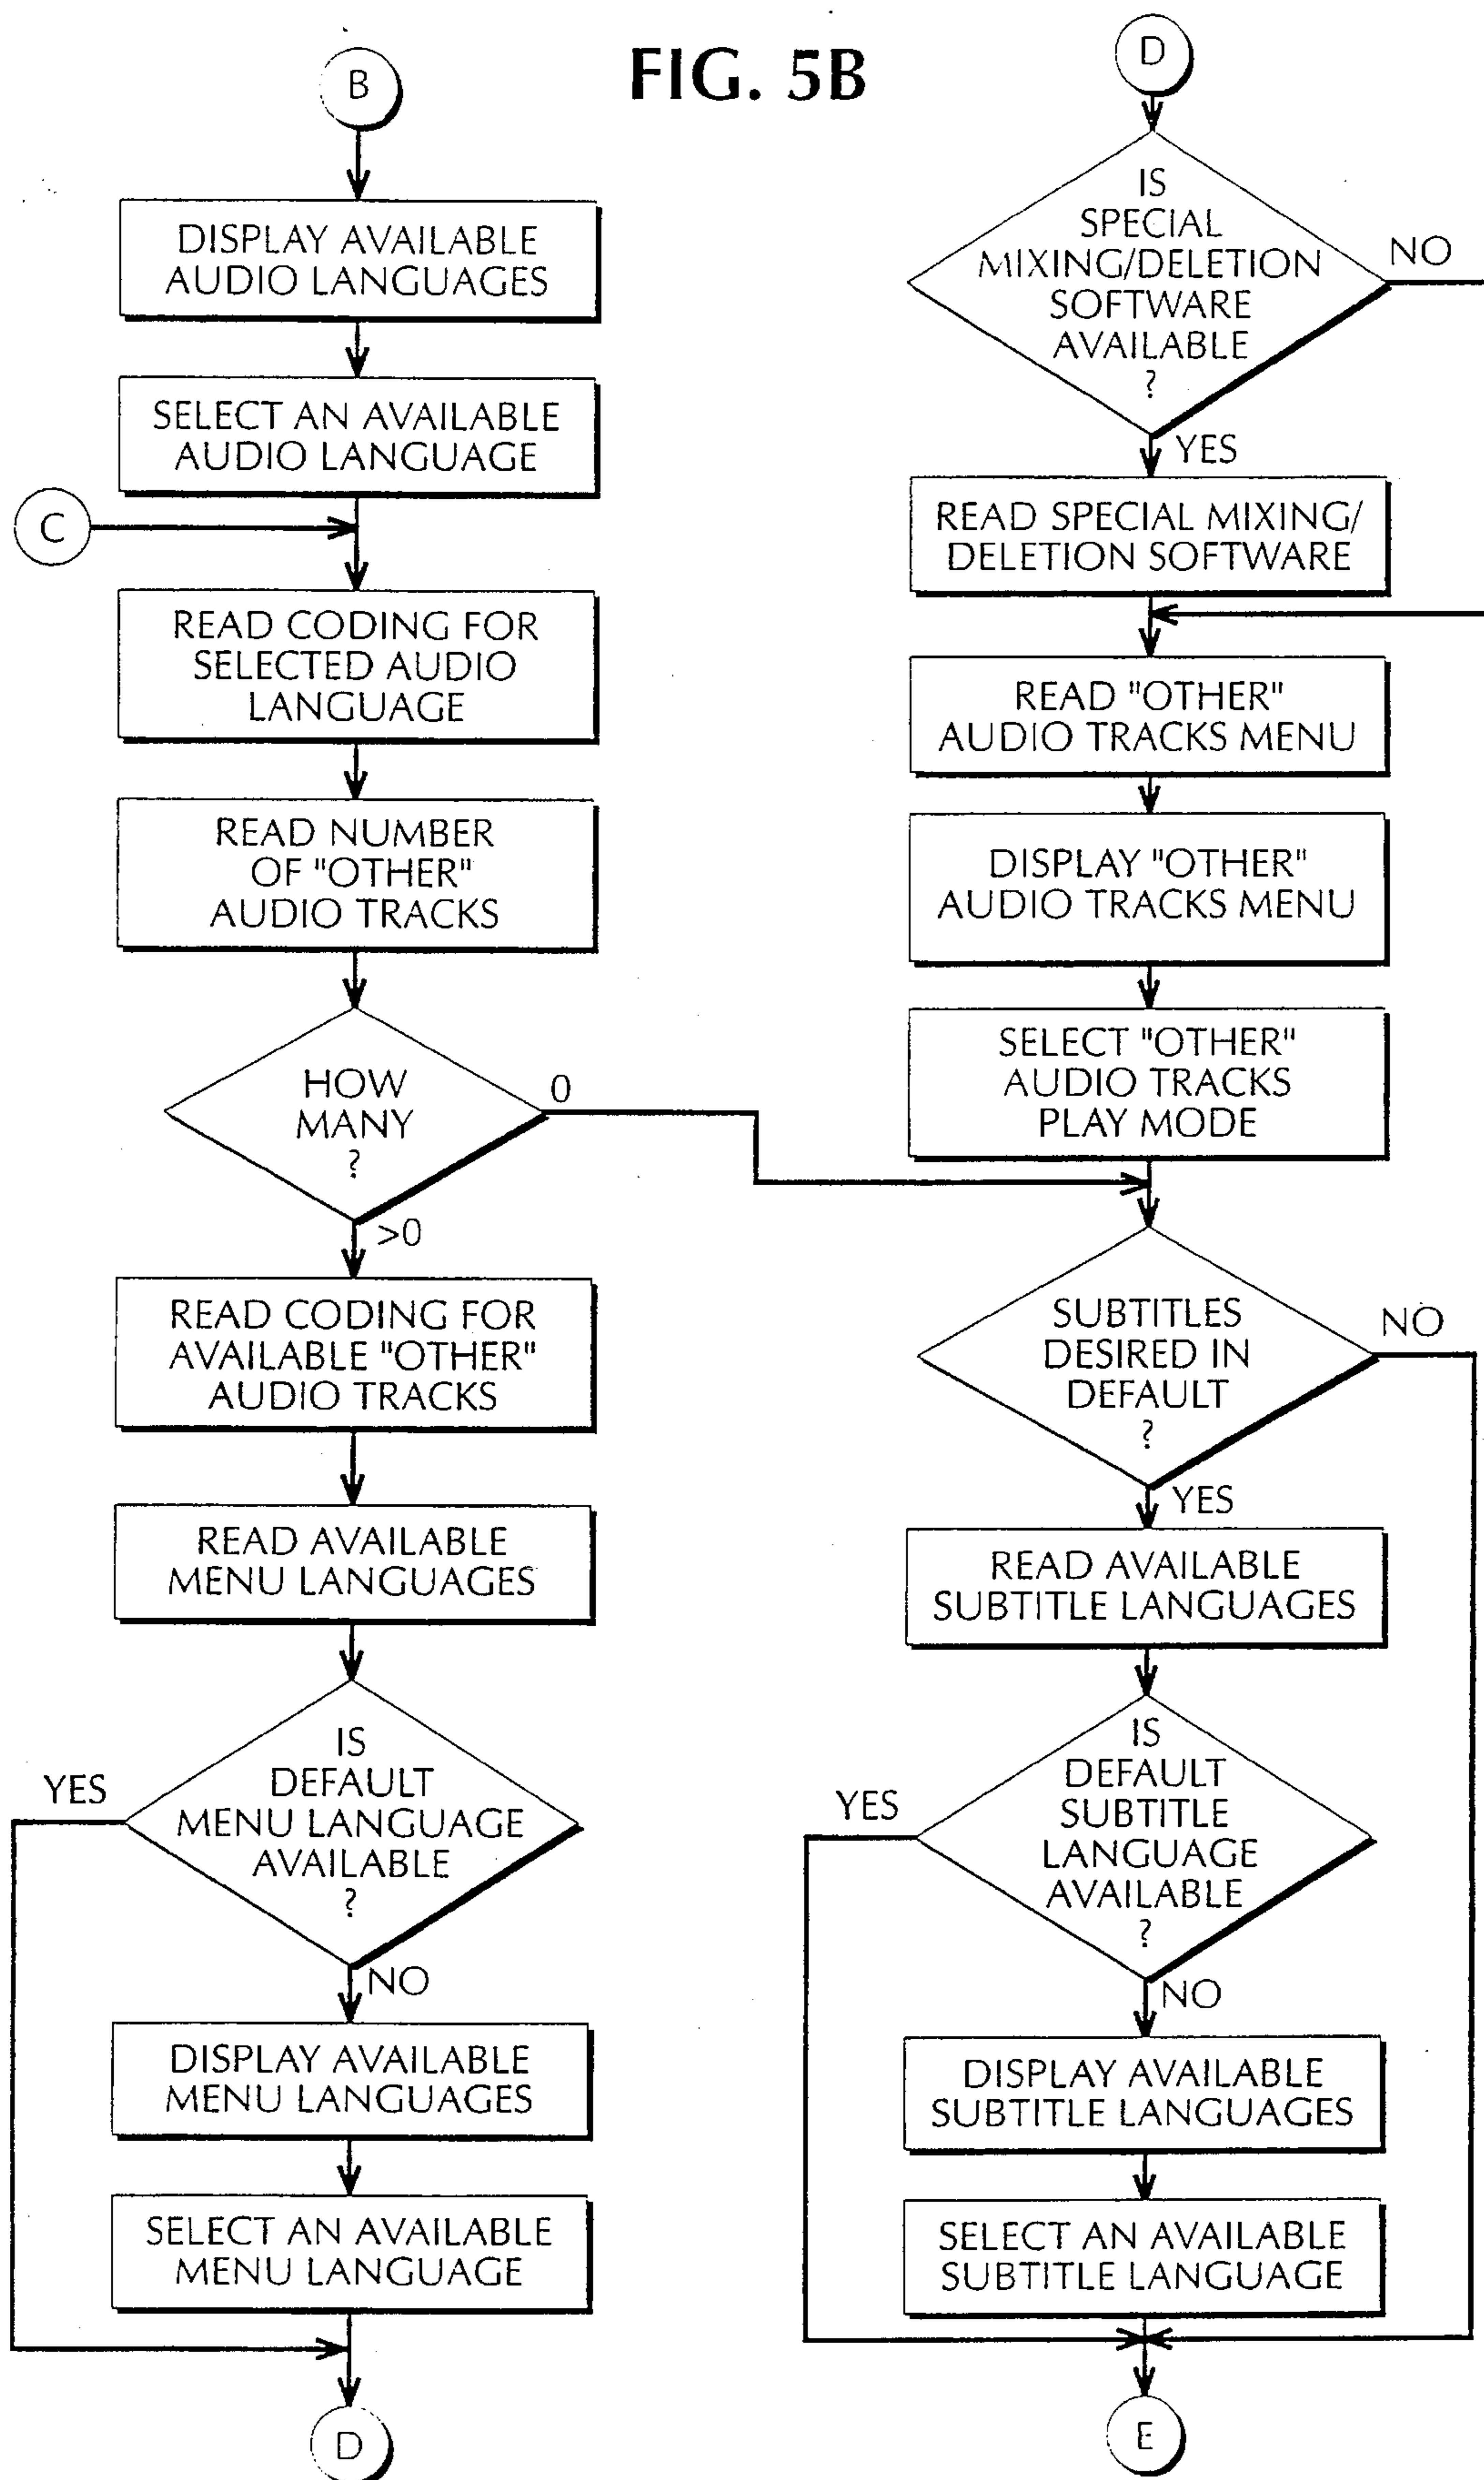 FIG. 5B
B
DISPLAY AVAILABLE
AUDIO LANGUAGES
SELECT AN AVAILABLE
AUDIO LANGUAGE
C
READ CODING FOR
SELECTED AUDIO
LANGUAGE
READ NUMBER
OF "OTHER"
AUDIO TRACKS
HOW
MANY
?
0
>0
READ CODING FOR
AVAILABLE "OTHER"
AUDIO TRACKS
READ AVAILABLE
MENU LANGUAGES
IS
DEFAULT
MENU LANGUAGE
AVAILABLE
?
YES
NO
DISPLAY AVAILABLE
MENU LANGUAGES
SELECT AN AVAILABLE
MENU LANGUAGE
D
D
IS
SPECIAL
MIXING/DELETION
SOFTWARE
AVAILABLE
?
NO
YES
READ SPECIAL MIXING/
DELETION SOFTWARE
READ "OTHER"
AUDIO TRACKS MENU
DISPLAY "OTHER"
AUDIO TRACKS MENU
SELECT "OTHER"
AUDIO TRACKS
PLAY MODE
SUBTITLES
DESIRED IN
DEFAULT
?
NO
YES
READ AVAILABLE
SUBTITLE LANGUAGES
IS
DEFAULT
SUBTITLE
LANGUAGE
AVAILABLE
?
YES
NO
DISPLAY AVAILABLE
SUBTITLE LANGUAGES
SELECT AN AVAILABLE
SUBTITLE LANGUAGE
E